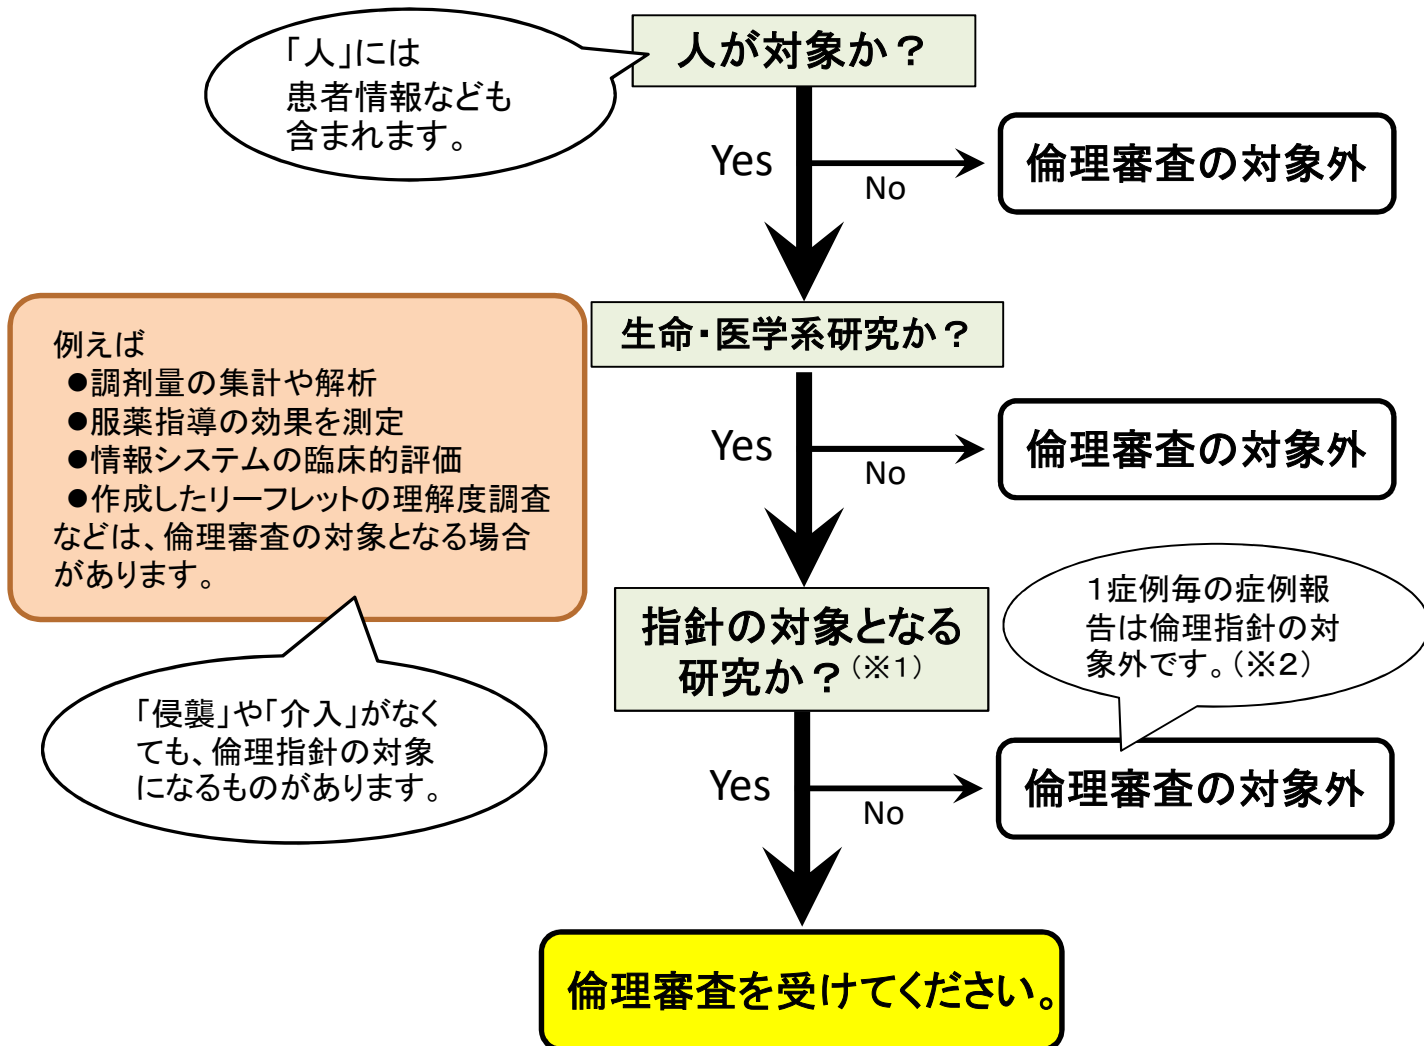 人が対象か？
「人」には
患者情報なども
含まれます。
Yes
No
倫理審査の対象外
生命・医学系研究か？
例えば
●調剤量の集計や解析
●服薬指導の効果を測定
●情報システムの臨床的評価
●作成したリーフレットの理解度調査
などは、倫理審査の対象となる場合
があります。
Yes
No
倫理審査の対象外
「侵襲」や「介入」がなく
ても、倫理指針の対象
になるものがあります。
指針の対象となる
研究か？（※１）
１症例毎の症例報
告は倫理指針の対
象外です。（※２）
Yes
No
倫理審査の対象外
倫理審査を受けてください。